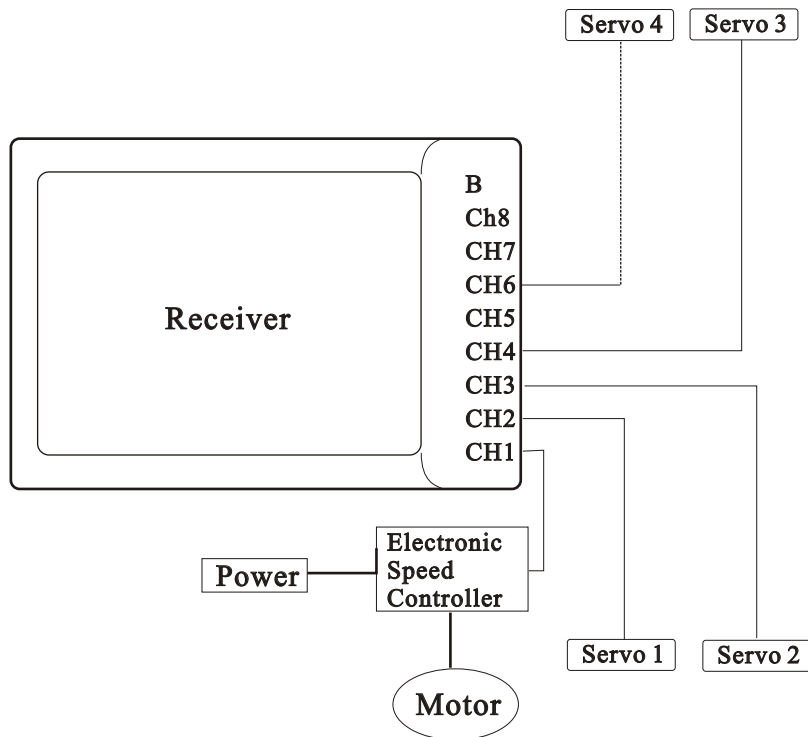 Servo 4
Servo 3
B
Ch8
CH7
CH6
Receiver
CH5
CH4
CH3
CH2
CH1
Electronic
Speed
Controller
Power
Servo 1
Servo 2
Motor